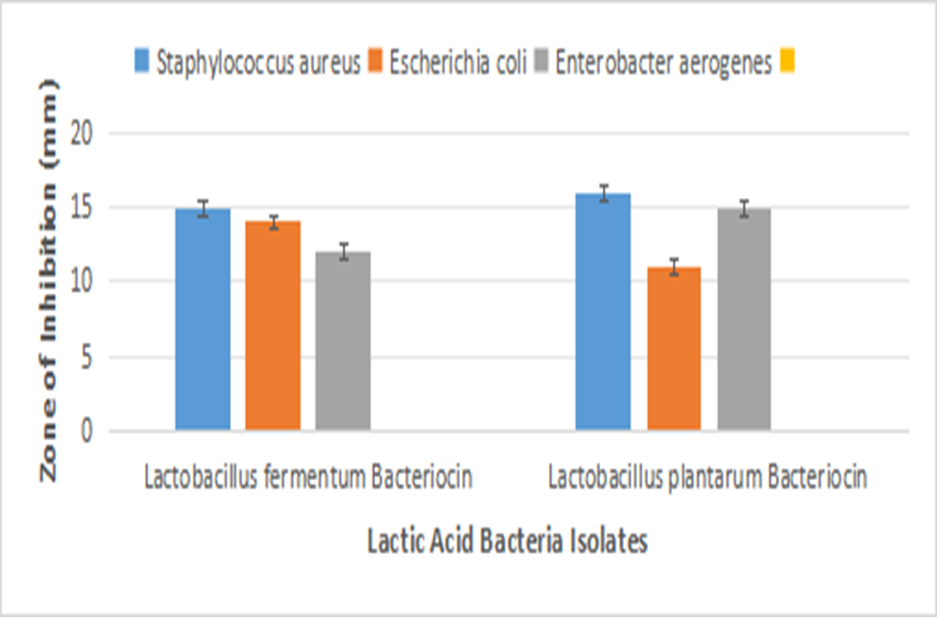 Staphylococcus aureus Escherichia coli Enterobacter aerogenes
Zone of Inhibition (mm)
20
15
10
5
0
Lactobacillus fermentum Bacteriocin Lactobacillus plantarum Bacteriocin
Lactic Acid Bacteria Isolates